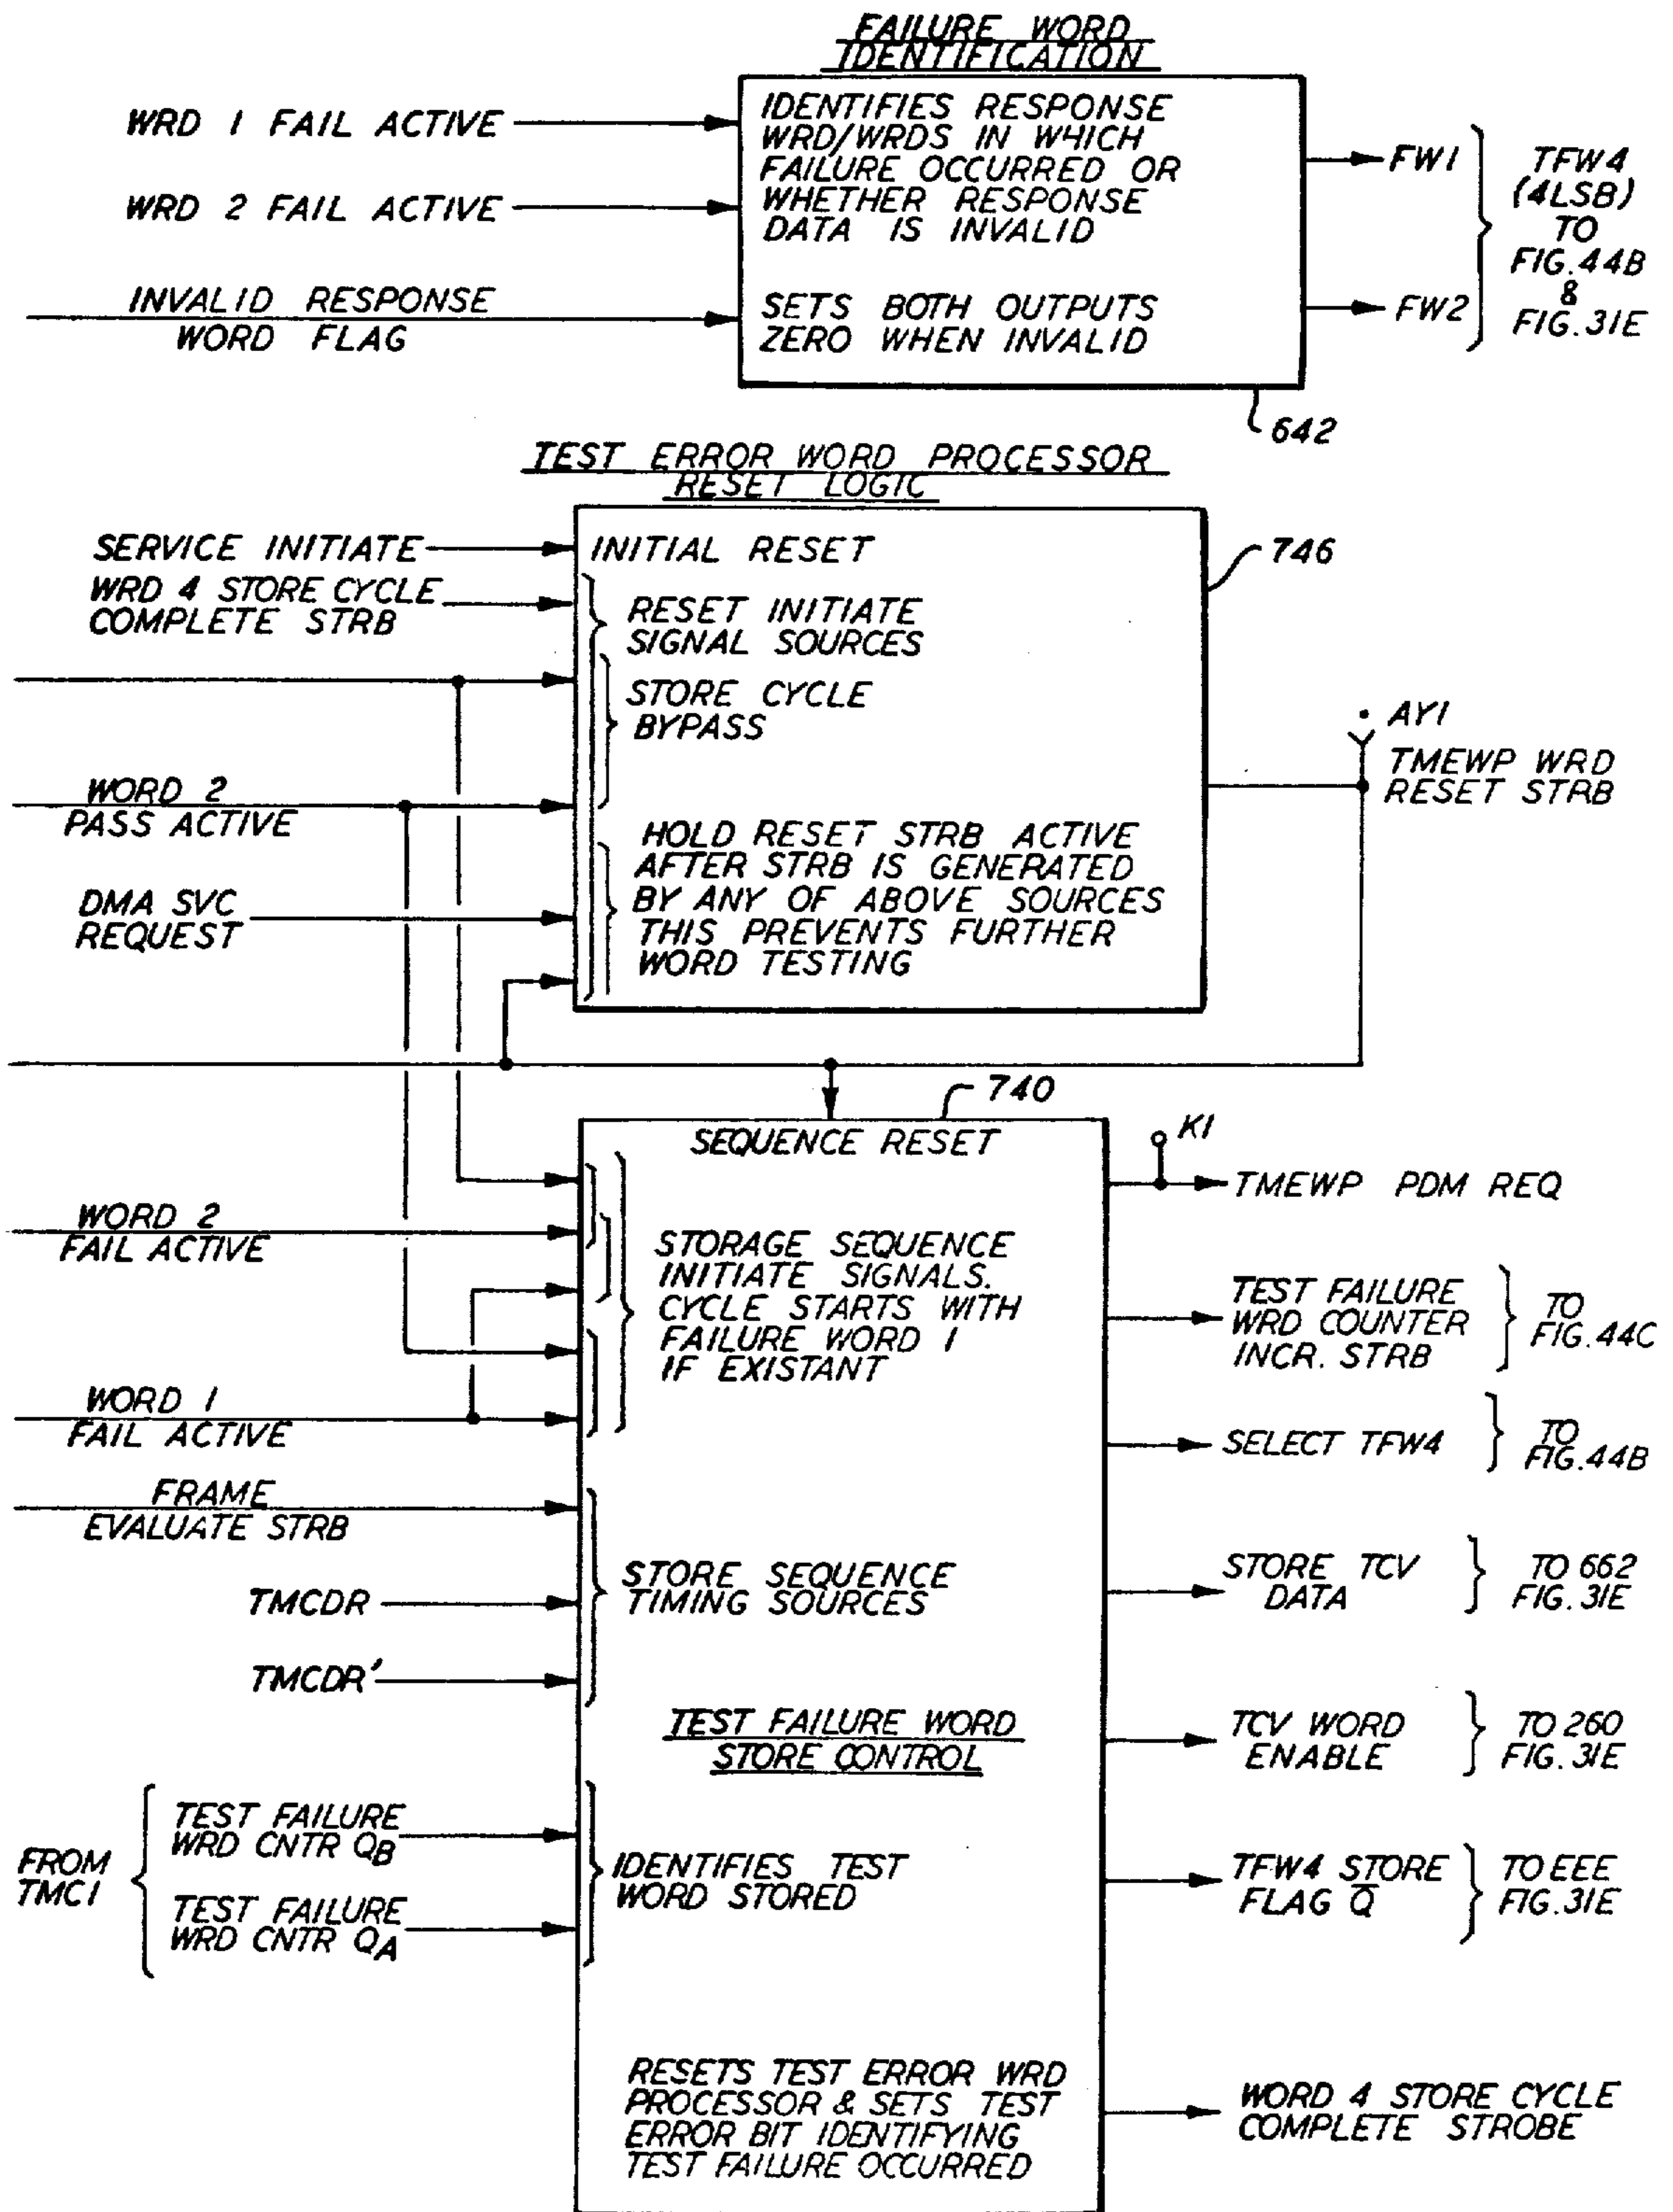 FAILURE WORD
IDENTIFICATION
WRD 1 FAIL ACTIVE
WRD 2 FAIL ACTIVE
INVALID RESPONSE
WORD FLAG
IDENTIFIES RESPONSE
WRD/WRDS IN WHICH
FAILURE OCCURRED OR
WHETHER RESPONSE
DATA IS INVALID
SETS BOTH OUTPUTS
ZERO WHEN INVALID
FW1
FW2
TFW4
(4LSB)
TO
FIG.44B
&
FIG.31E
642
TEST ERROR WORD PROCESSOR
RESET LOGIC
SERVICE INITIATE
WRD 4 STORE CYCLE
COMPLETE STRB
WORD 2
PASS ACTIVE
DMA SVC
REQUEST
INITIAL RESET
RESET INITIATE
SIGNAL SOURCES
STORE CYCLE
BYPASS
HOLD RESET STRB ACTIVE
AFTER STRB IS GENERATED
BY ANY OF ABOVE SOURCES
THIS PREVENTS FURTHER
WORD TESTING
746
AY1
TMEWP WRD
RESET STRB
740
SEQUENCE RESET
WORD 2
FAIL ACTIVE
WORD 1
FAIL ACTIVE
FRAME
EVALUATE STRB
TMCDR
TMCDR'
FROM
TMC1
TEST FAILURE
WRD CNTR QB
TEST FAILURE
WRD CNTR QA
STORAGE SEQUENCE
INITIATE SIGNALS.
CYCLE STARTS WITH
FAILURE WORD 1
IF EXISTANT
STORE SEQUENCE
TIMING SOURCES
TEST FAILURE WORD
STORE CONTROL
IDENTIFIES TEST
WORD STORED
RESETS TEST ERROR WRD
PROCESSOR & SETS TEST
ERROR BIT IDENTIFYING
TEST FAILURE OCCURRED
K1
TMEWP PDM REQ
TEST FAILURE
WRD COUNTER
INCR. STRB
TO
FIG.44C
SELECT TFW4
TO
FIG.44B
STORE TCV
DATA
TO 662
FIG.31E
TCV WORD
ENABLE
TO 260
FIG.31E
TFW4 STORE
FLAG Q̅
TO EEE
FIG.31E
WORD 4 STORE CYCLE
COMPLETE STROBE